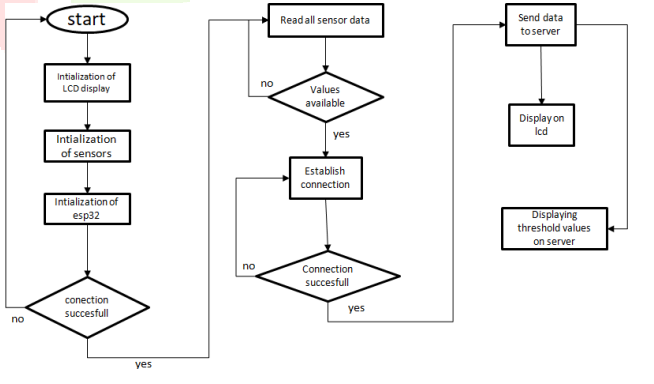 start
Intialization of
LCD display
Intialization
of sensors
Intialization of
esp32
conection
succesfull
no
yes
Read all sensor data
no
Values
available
yes
Establish
connection
no
Connection
succesfull
yes
Send data
to server
Display on
lcd
Displaying
threshold values
on server